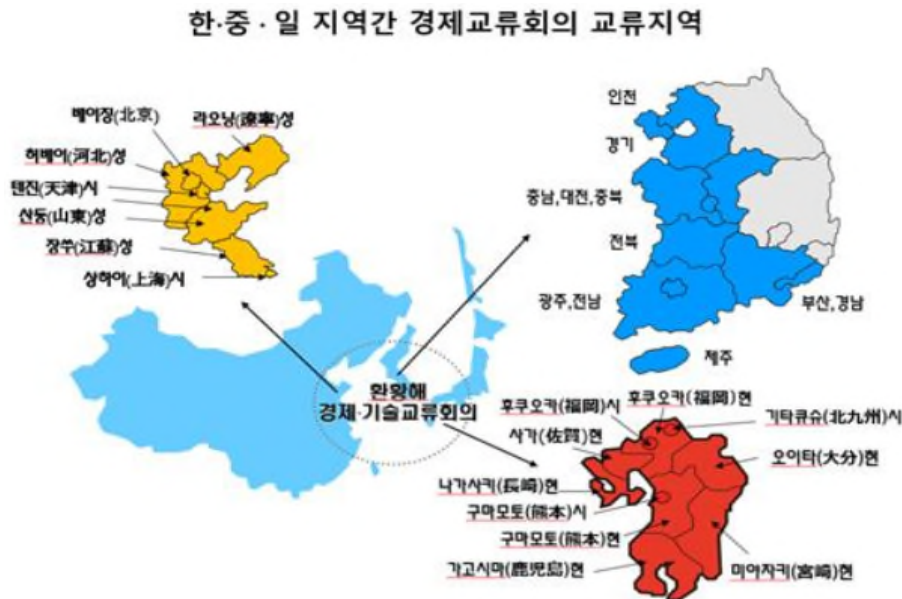 한·중·일 지역간 경제교류회의 교류지역
베이징(北京)
랴오닝(遼寧)성
허베이(河北)성
텐진(天津)시
산둥(山東)성
장쑤(江蘇)성
상하이(上海)시
인천
경기
충남,대전,충북
전북
광주,전남
부산,경남
제주
환황해
경제·기술교류회의
후쿠오카(福岡)시
후쿠오카(福岡)현
기타큐슈(北九州)시
사가(佐賀)현
오이타(大分)현
나가사키(長崎)현
구마모토(熊本)시
구마모토(熊本)현
가고시마(鹿児島)현
미야자키(宮崎)현